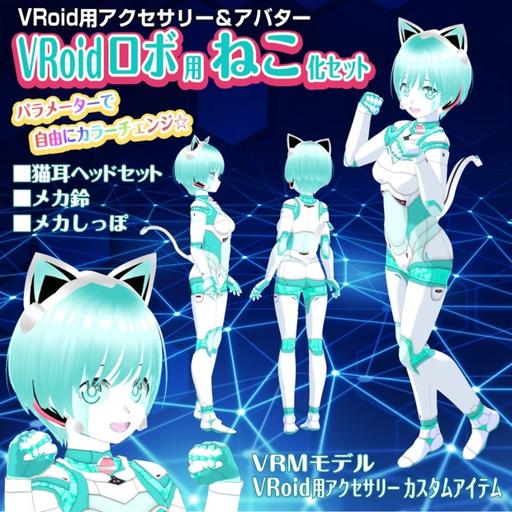 VRoid用アクセサリー&アバター
VRoidロボ用ねこ化セット
パラメーターで
自由にカラーチェンジ☆
■猫耳ヘッドセット
■メカ鈴
■メカしっぽ
VRMモデル
VRoid用アクセサリー カスタムアイテム